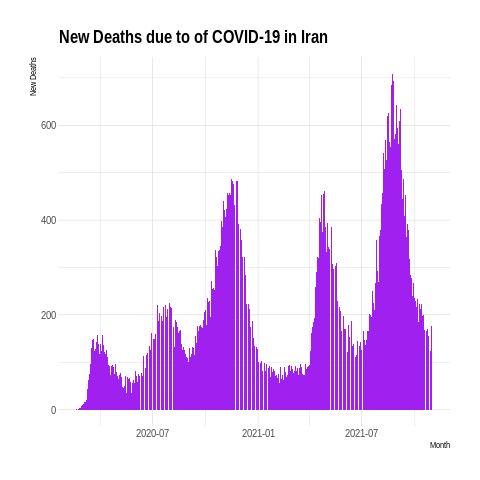 New Deaths due to of COVID-19 in Iran
New Deaths
600
400
200
0
2020-07
2021-01
2021-07
Month